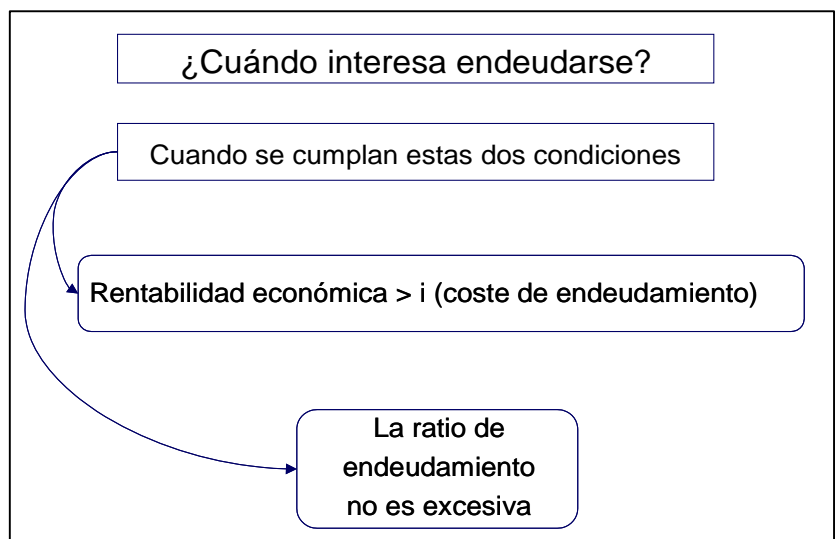 ¿Cuándo interesa endeudarse?
Cuando se cumplan estas dos condiciones
Rentabilidad económica > i (coste de endeudamiento)
La ratio de
endeudamiento
no es excesiva